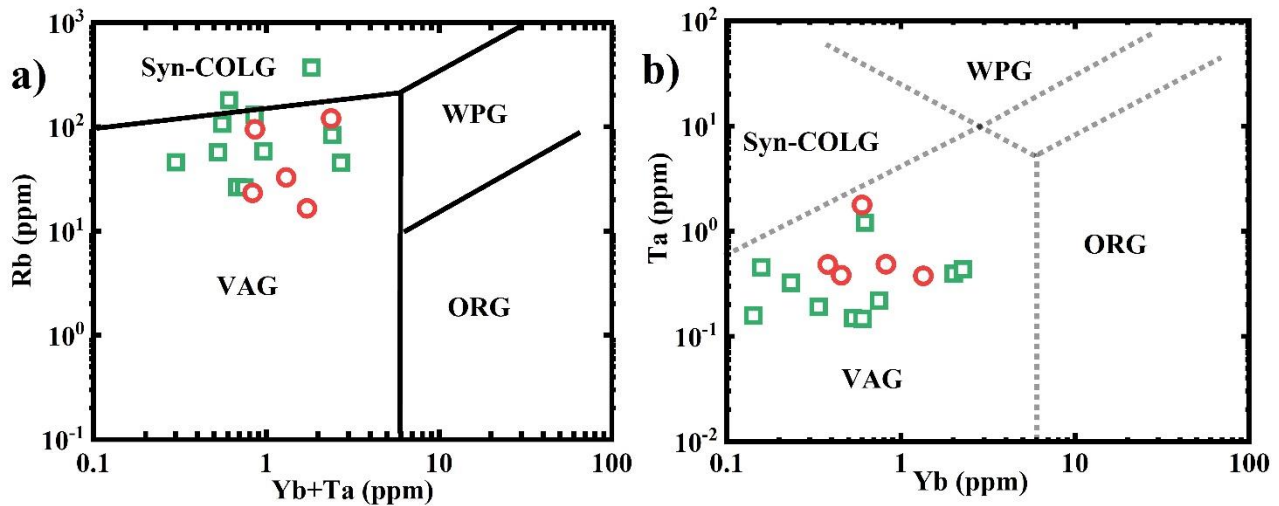 a)
Rb (ppm)
10³
10²
10¹
10⁰
10⁻¹
Syn-COLG
WPG
VAG
ORG
0.1 1 10 100
Yb+Ta (ppm)
b)
Ta (ppm)
10²
10¹
10⁰
10⁻¹
10⁻²
WPG
Syn-COLG
ORG
VAG
0.1 1 10 100
Yb (ppm)